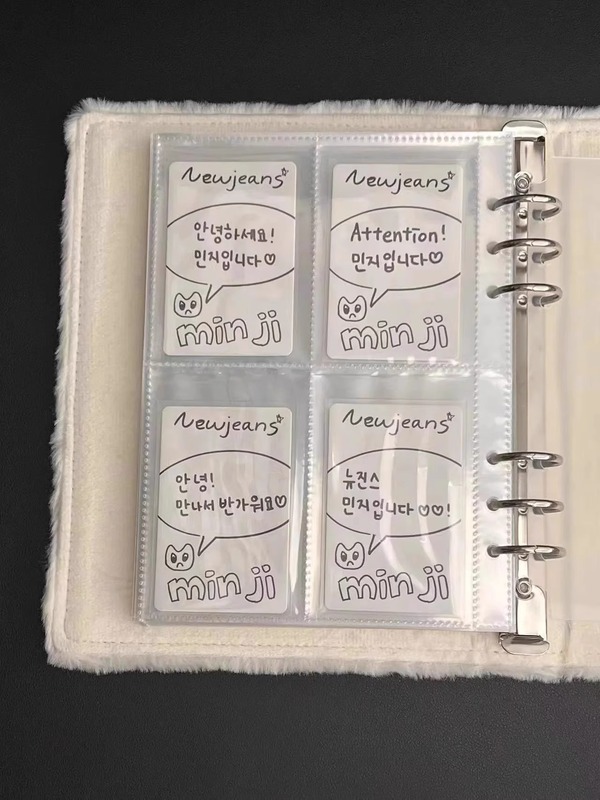 Newjeans
안녕하세요!
민지입니다♡
min ji
Newjeans
Attention!
민지입니다♡
min ji
Newjeans
안녕!
만나서 반가워요♡
min ji
Newjeans
뉴진스
민지입니다 ♡♡!
min ji